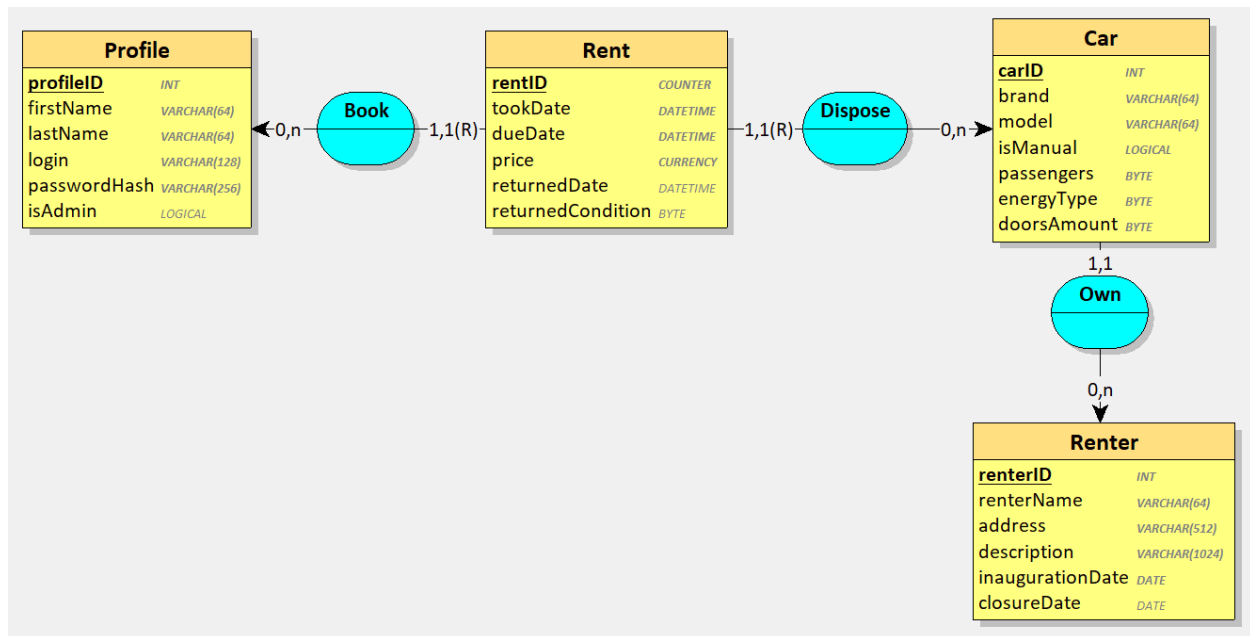 Profile
profileID INT
firstName VARCHAR(64)
lastName VARCHAR(64)
login VARCHAR(128)
passwordHash VARCHAR(256)
isAdmin LOGICAL
0,n
Book
1,1(R)
Rent
rentID COUNTER
tookDate DATETIME
dueDate DATETIME
price CURRENCY
returnedDate DATETIME
returnedCondition BYTE
1,1(R)
Dispose
0,n
Car
carID INT
brand VARCHAR(64)
model VARCHAR(64)
isManual LOGICAL
passengers BYTE
energyType BYTE
doorsAmount BYTE
1,1
Own
0,n
Renter
renterID INT
renterName VARCHAR(64)
address VARCHAR(512)
description VARCHAR(1024)
inaugurationDate DATE
closureDate DATE